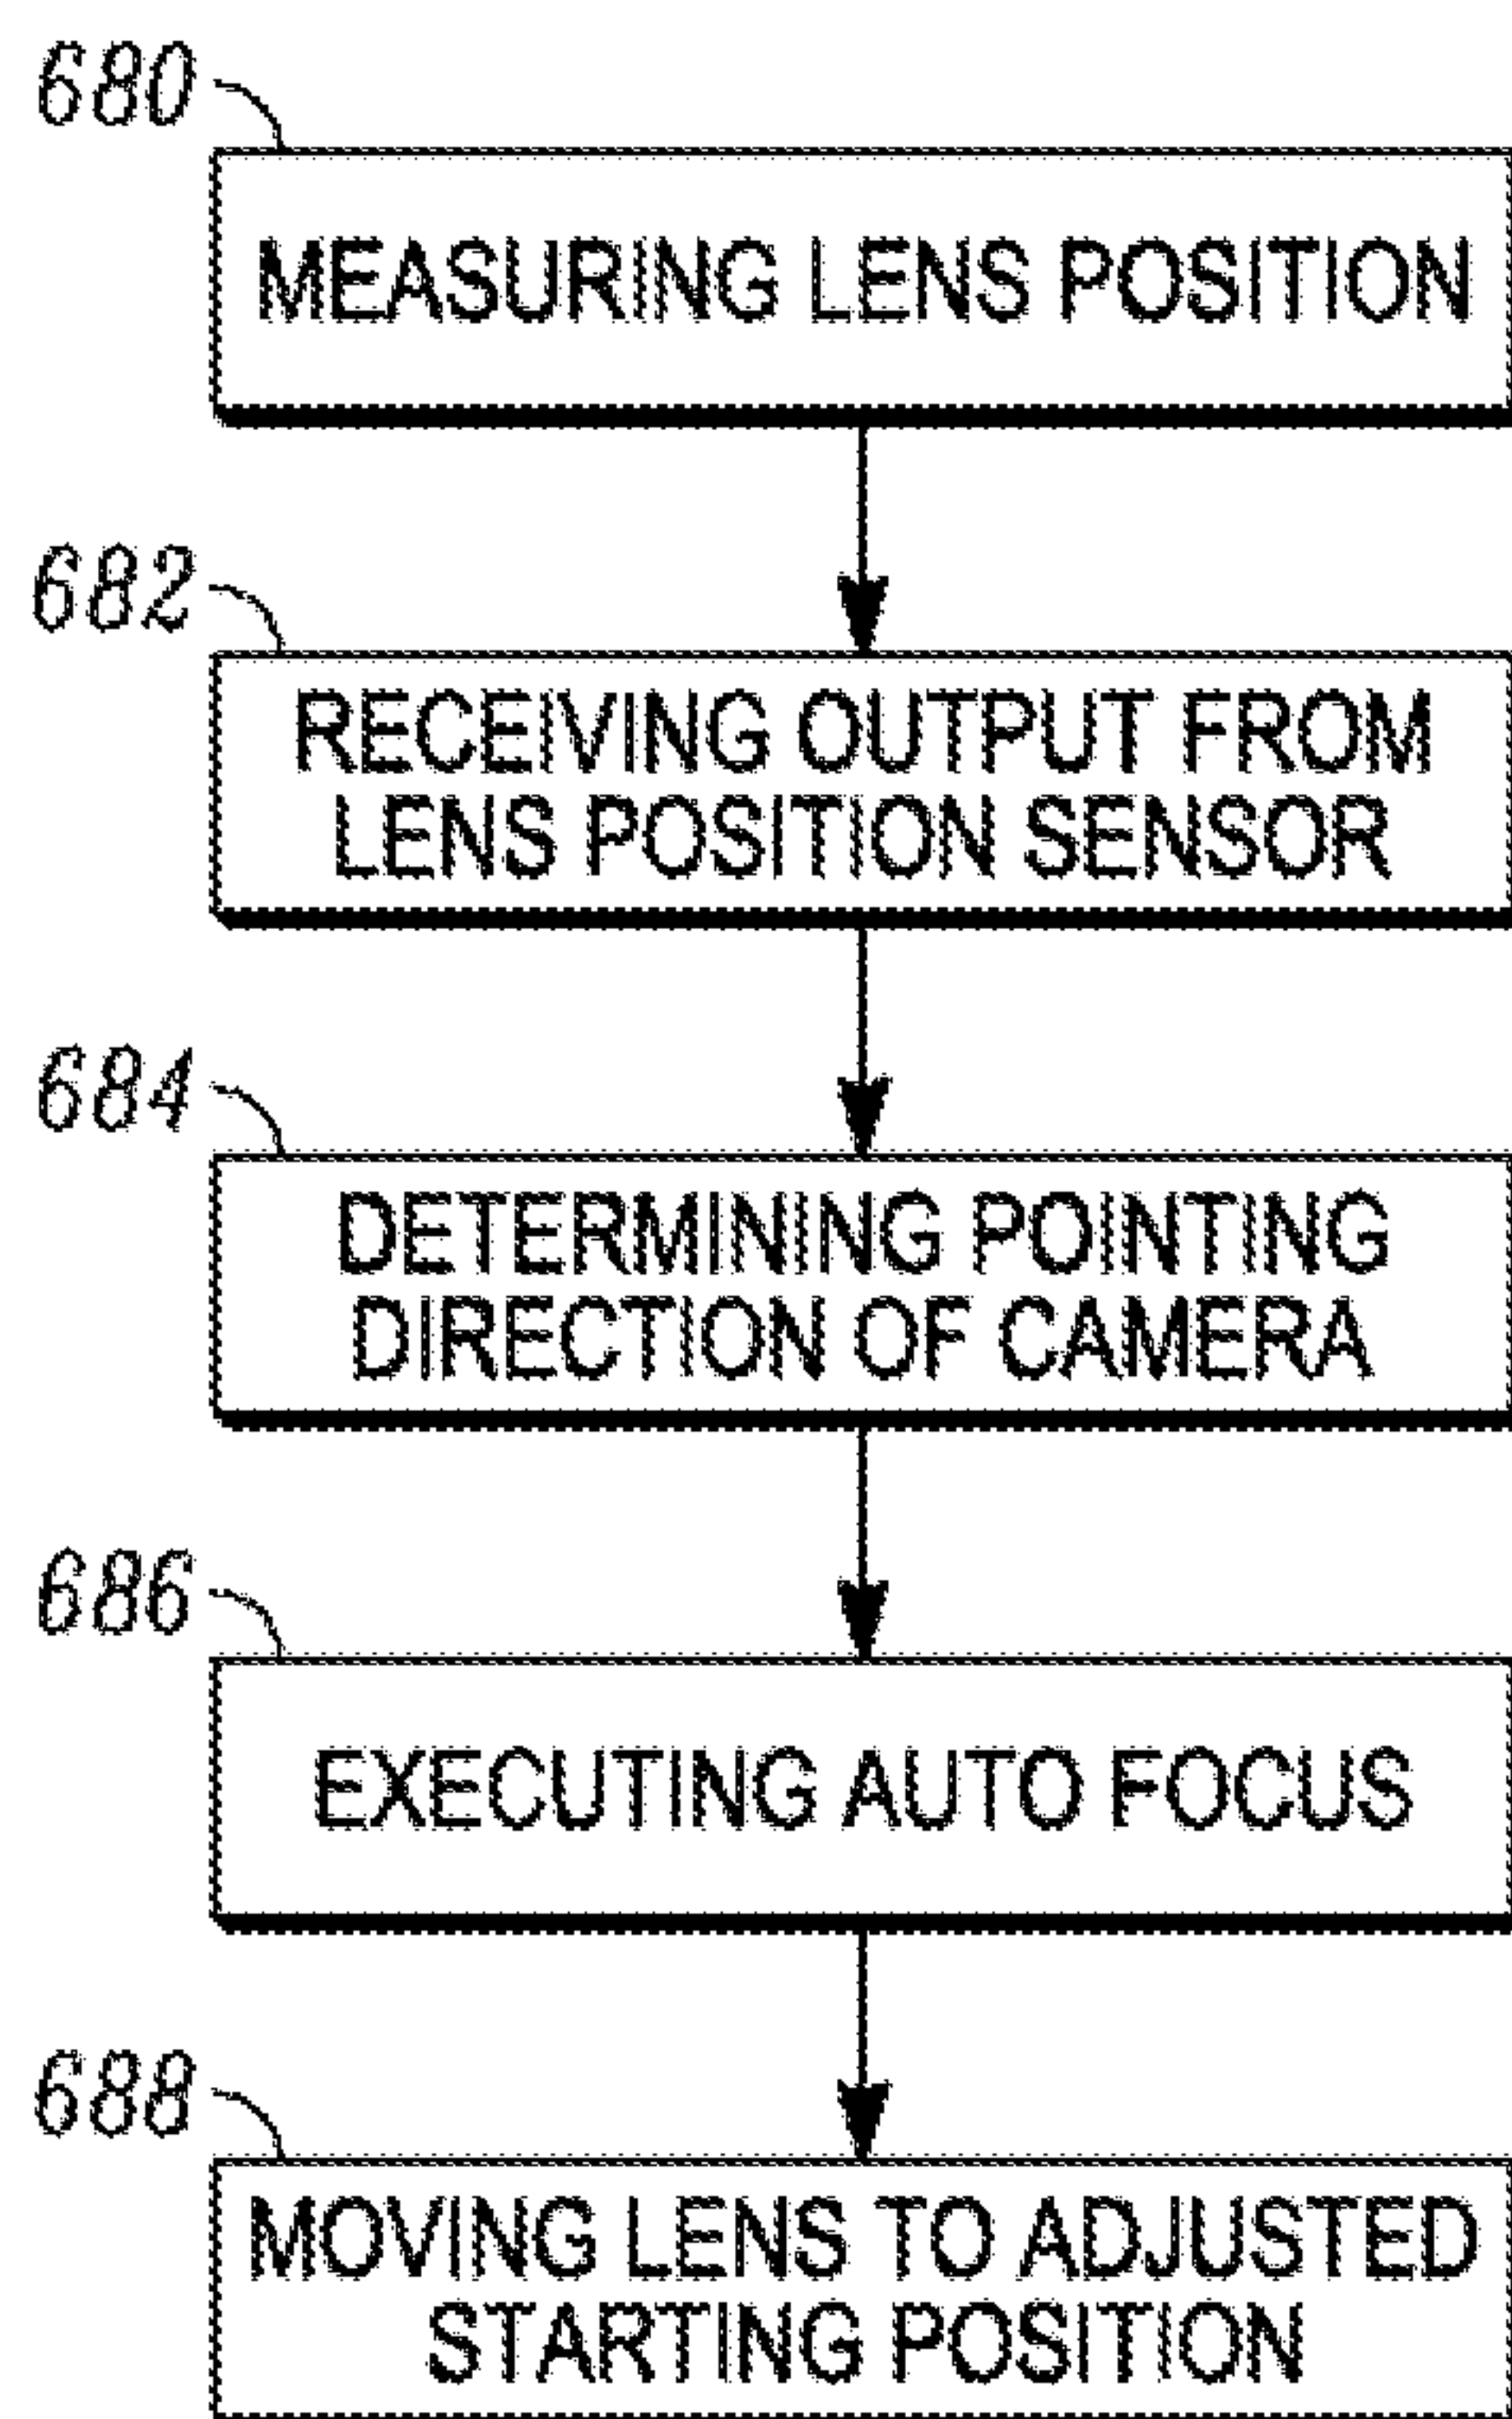 680
MEASURING LENS POSITION
682
RECEIVING OUTPUT FROM
LENS POSITION SENSOR
684
DETERMINING POINTING
DIRECTION OF CAMERA
686
EXECUTING AUTO FOCUS
688
MOVING LENS TO ADJUSTED
STARTING POSITION